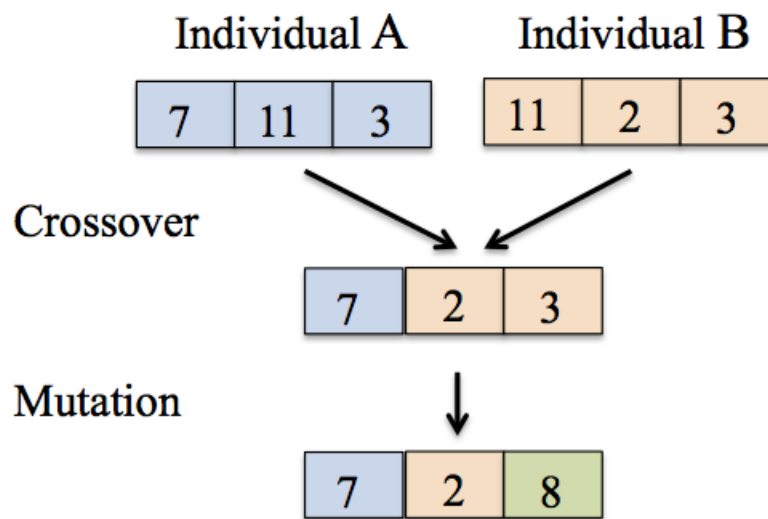 Individual A Individual B
7 11 3 11 2 3
Crossover
7 2 3
Mutation
7 2 8